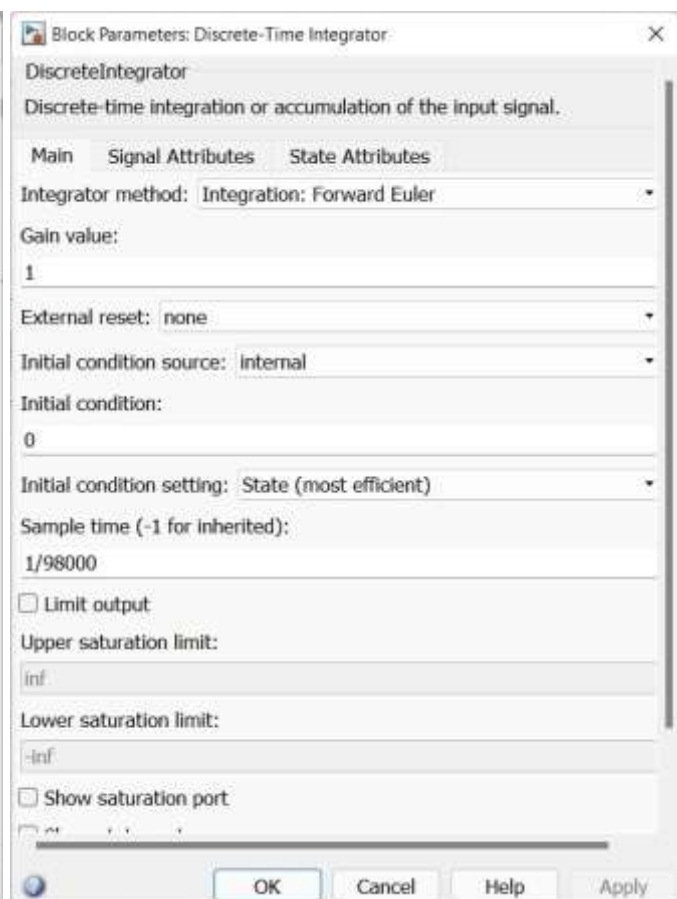 Block Parameters: Discrete-Time Integrator
DiscreteIntegrator
Discrete-time integration or accumulation of the input signal.
Main Signal Attributes State Attributes
Integrator method: Integration: Forward Euler
Gain value:
1
External reset: none
Initial condition source: internal
Initial condition:
0
Initial condition setting: State (most efficient)
Sample time (-1 for inherited):
1/98000
Limit output
Upper saturation limit:
inf
Lower saturation limit:
-inf
Show saturation port
OK Cancel Help Apply